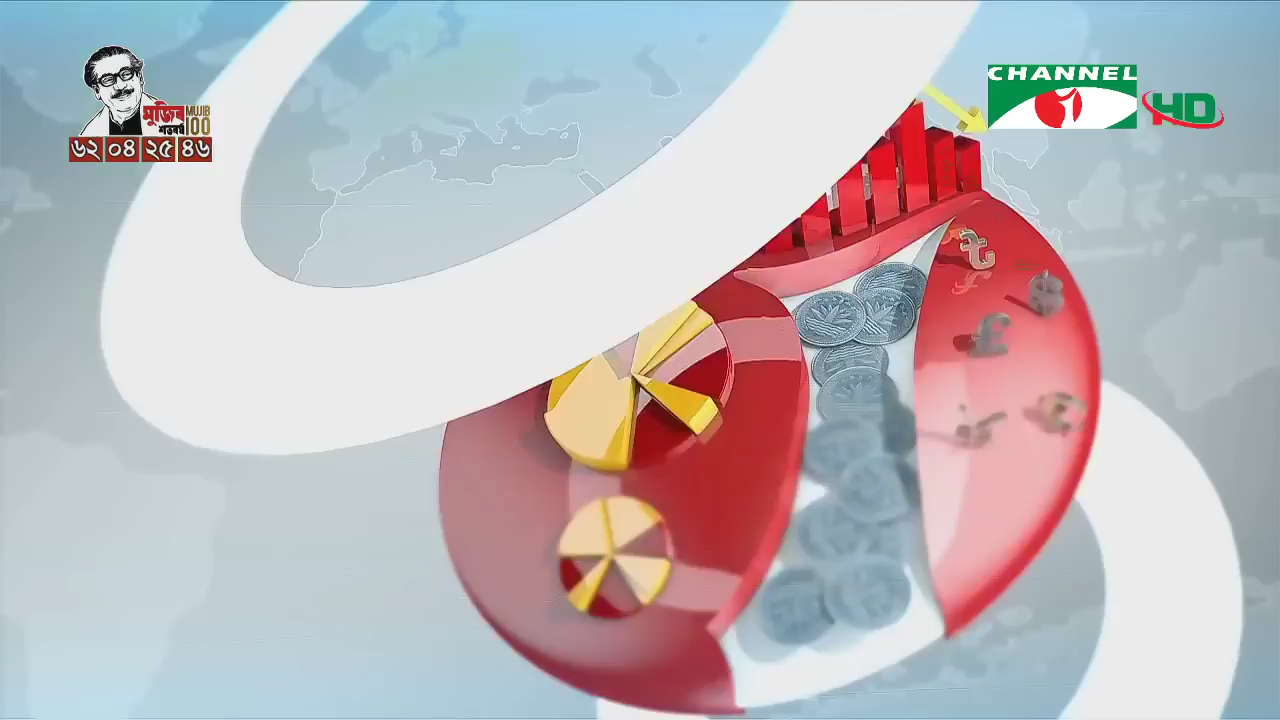 মুজিব MUJIB
শতবর্ষ 100
৬২ ০৪ ২৫ ৪৬
CHANNEL
i HD
৳
$
£